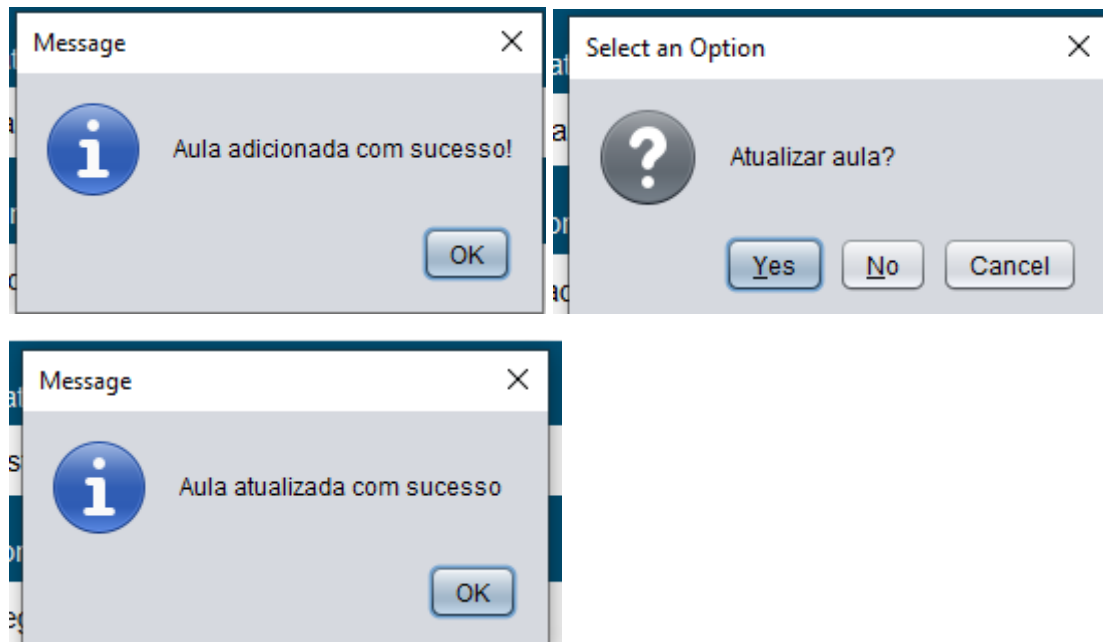 Message
Aula adicionada com sucesso!
OK
Select an Option
Atualizar aula?
Yes No Cancel
Message
Aula atualizada com sucesso
OK